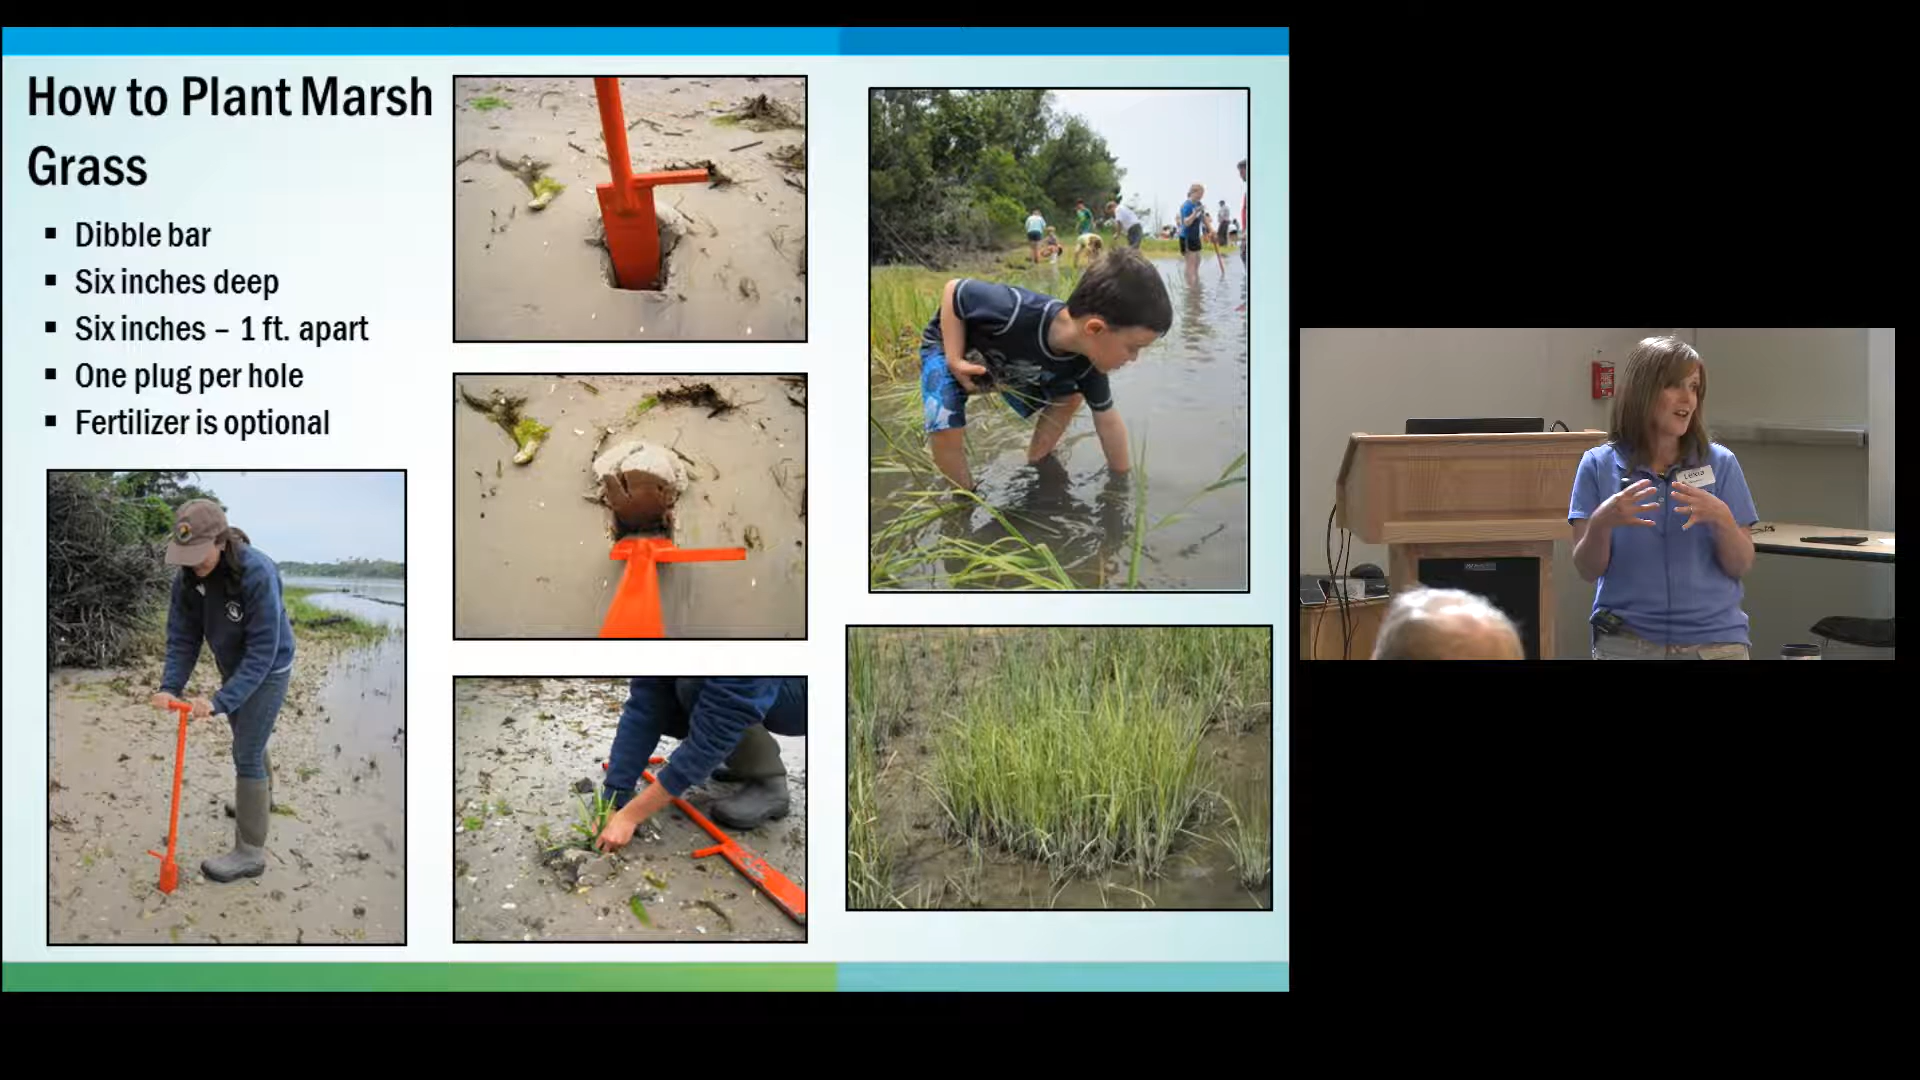 How to Plant Marsh
Grass
▪ Dibble bar
▪ Six inches deep
▪ Six inches – 1 ft. apart
▪ One plug per hole
▪ Fertilizer is optional
Lexia